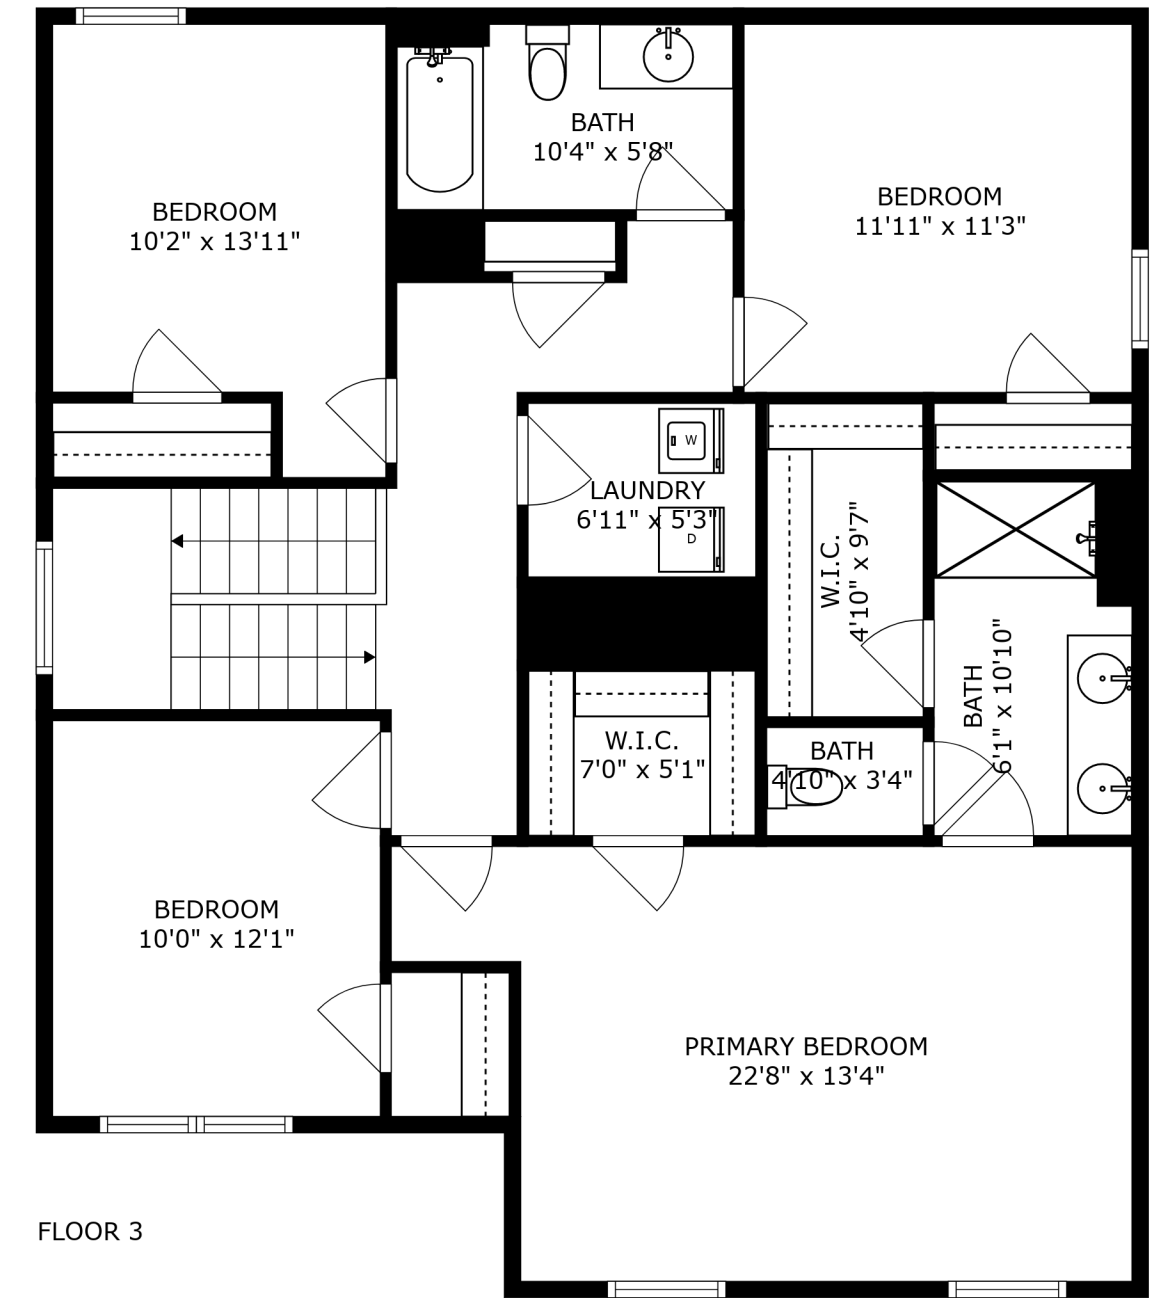 BATH
10'4" x 5'8"
BEDROOM
11'11" x 11'3"
BEDROOM
10'2" x 13'11"
W
LAUNDRY
6'11" x 5'3"
D
W.I.C.
4'10" x 9'7"
BATH
6'1" x 10'10"
W.I.C.
7'0" x 5'1"
BATH
4'10" x 3'4"
BEDROOM
10'0" x 12'1"
PRIMARY BEDROOM
22'8" x 13'4"
FLOOR 3